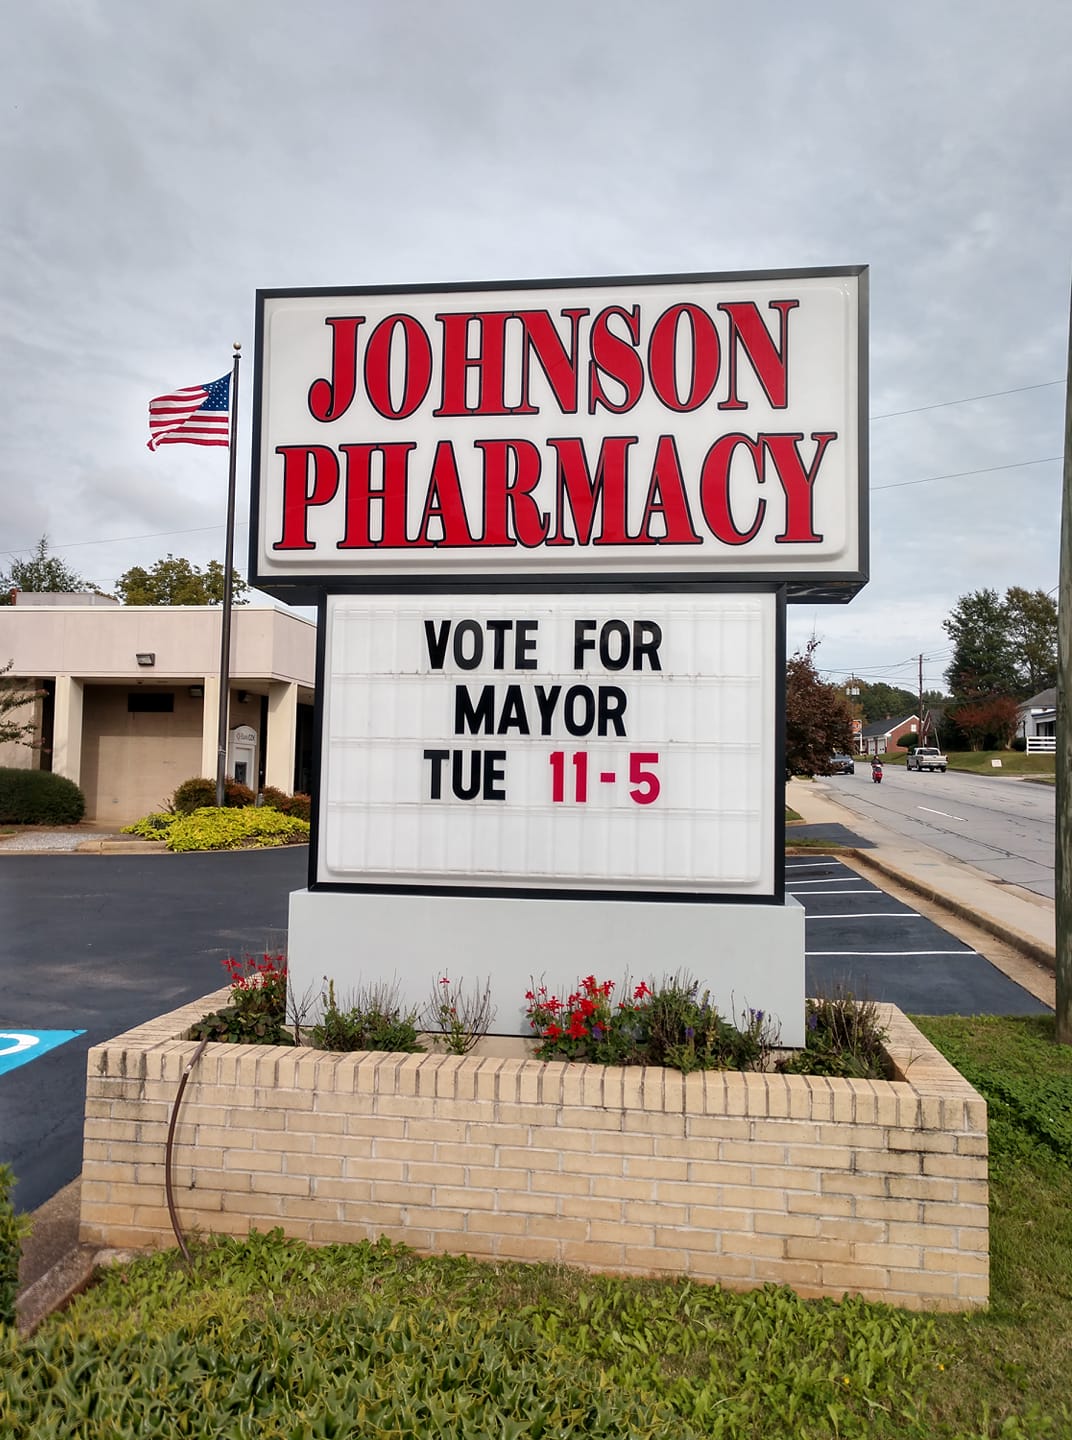 JOHNSON
PHARMACY
VOTE FOR
MAYOR
TUE 11-5